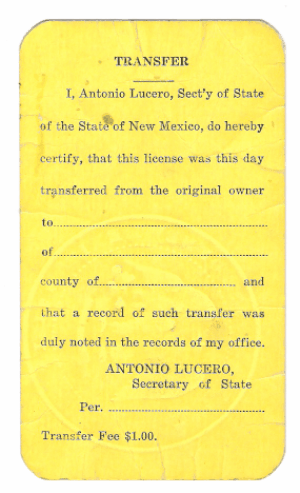 TRANSFER
I, Antonio Lucero, Sect'y of State
of the State of New Mexico, do hereby
certify, that this license was this day
transferred from the original owner
to
of
county of and
that a record of such transfer was
duly noted in the records of my office.
ANTONIO LUCERO,
Secretary of State
Per.
Transfer Fee $1.00.